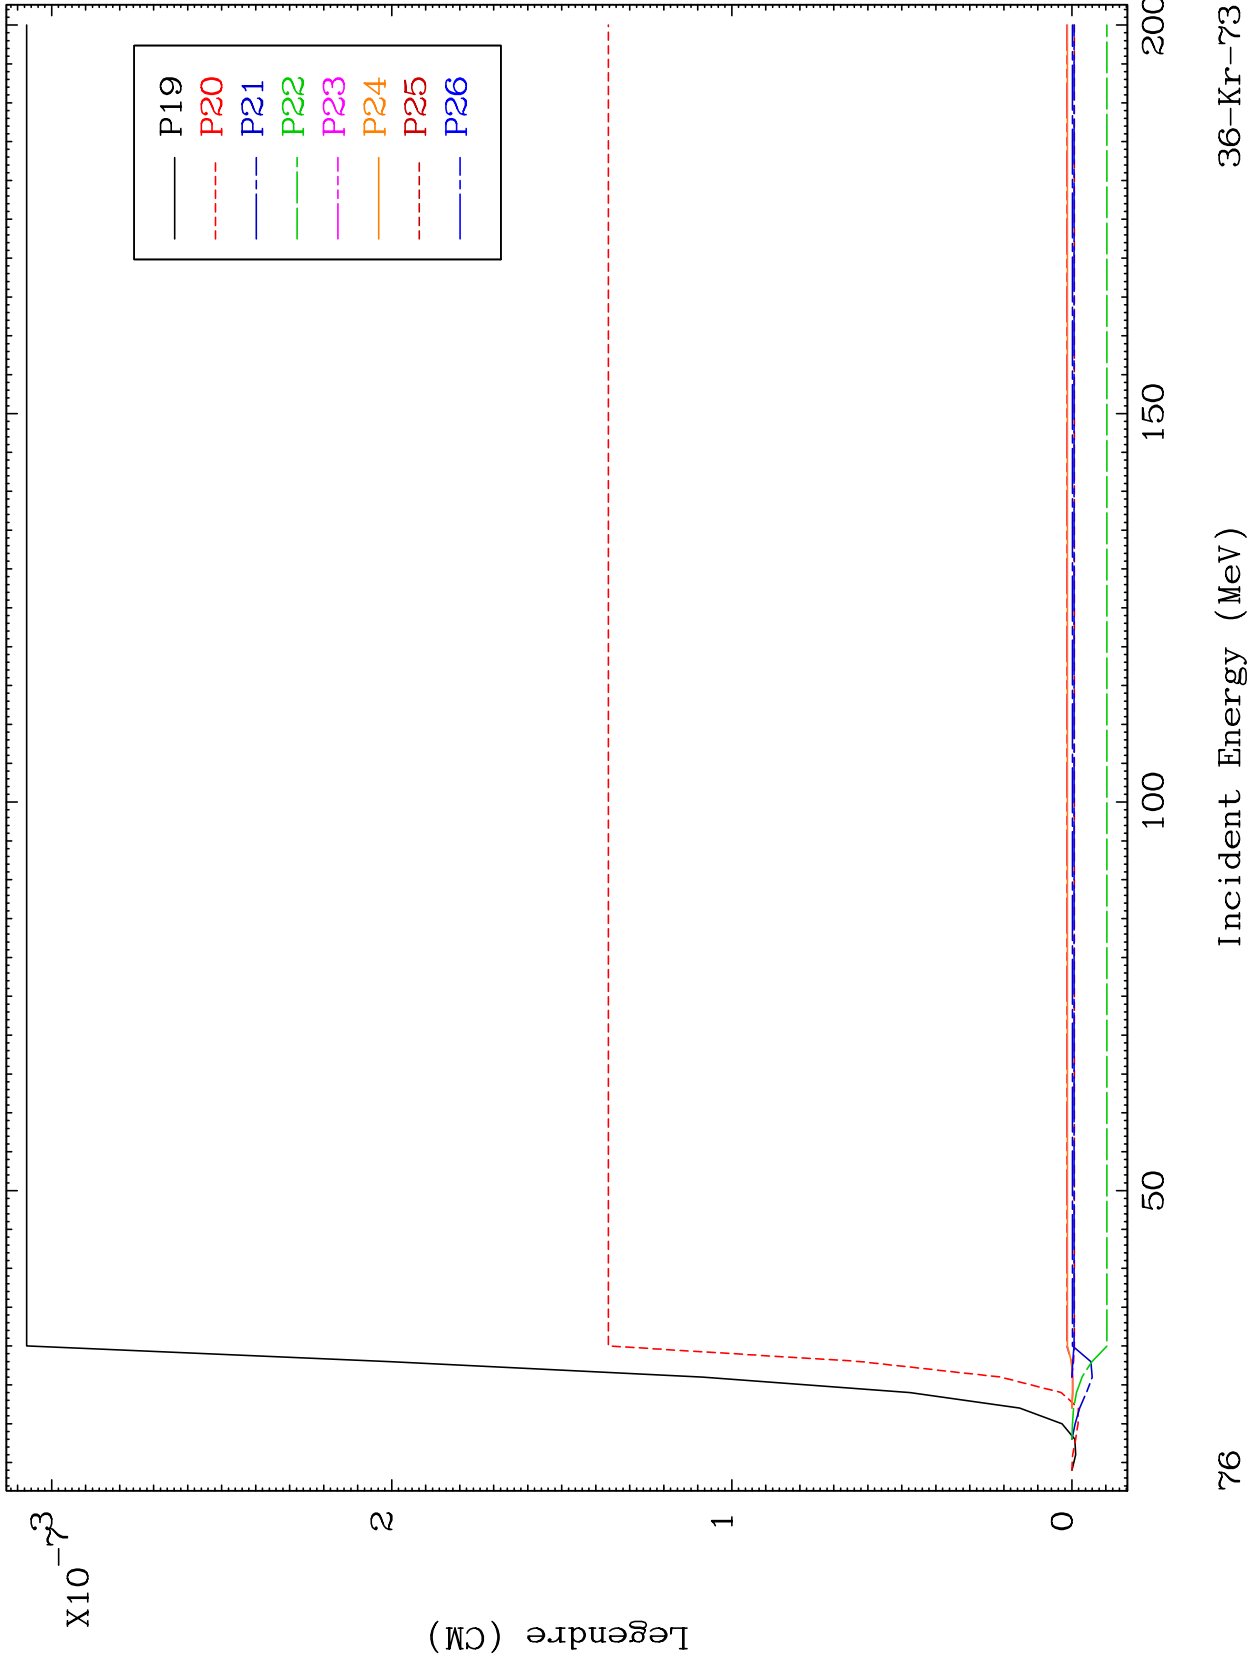 X10-7
3
2
1
0
Legendre (CM)
P19
P20
P21
P22
P23
P24
P25
P26
50
100
150
200
Incident Energy (MeV)
76
36-Kr-73